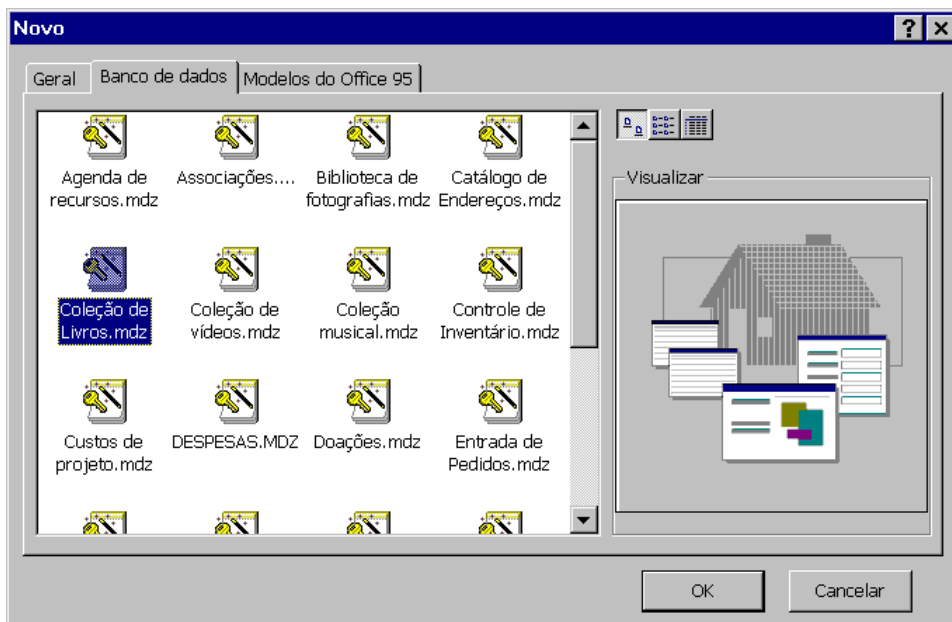 Novo
Geral
Banco de dados
Modelos do Office 95
Agenda de
recursos.mdz
Associações....
Biblioteca de
fotografias.mdz
Catálogo de
Endereços.mdz
Coleção de
Livros.mdz
Coleção de
vídeos.mdz
Coleção
musical.mdz
Controle de
Inventário.mdz
Custos de
projeto.mdz
DESPESAS.MDZ
Doações.mdz
Entrada de
Pedidos.mdz
Visualizar
OK
Cancelar